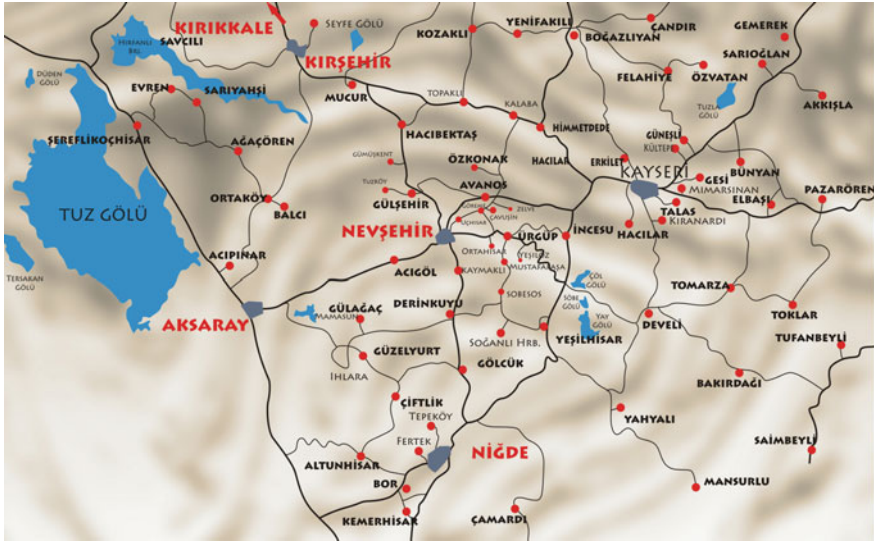 KIRIKKALE
SEYFE GÖLÜ
KOZAKLI
YENİFAKILI
ÇANDIR
GEMEREK
BOĞAZLIYAN
HIRFANLI
BRJ.
SAVCILI
KIRŞEHİR
SARIOĞLAN
DÜDEN
GÖLÜ
EVREN
SARIYAHŞİ
MUCUR
TOPAKLI
FELAHİYE
ÖZVATAN
AKKIŞLA
TUZLA
GÖLÜ
KALABA
ŞEREFLİKOÇHİSAR
AĞAÇÖREN
HACIBEKTAŞ
HİMMETDEDE
GÜNEŞLİ
KÜLTEPE
GÜMÜŞKENT
ÖZKONAK
HACILAR
ERKİLET
KAYSERİ
GESİ
BÜNYAN
MİMARSİNAN
TUZKÖY
GÜLŞEHİR
AVANOS
ORTAKÖY
BALCI
TALAS
ELBAŞI
PAZARÖREN
TUZ GÖLÜ
GÖREME
ZELVE
ÇAVUŞİN
UÇHİSAR
KIRANARDI
HACILAR
NEVŞEHİR
ÜRGÜP
İNCESU
ORTAHİSAR
YEŞİLÖZ
ACIPINAR
TERSAKAN
GÖLÜ
ACIGÖL
KAYMAKLI
MUSTAFAPAŞA
ÇÖL
GÖLÜ
TOMARZA
SOBESOS
SÖBE
GÖLÜ
AKSARAY
MAMASUN
GÜLAĞAÇ
DERİNKUYU
YAY
GÖLÜ
DEVELİ
TOKLAR
SOĞANLI HRB.
YEŞİLHİSAR
TUFANBEYLİ
GÜZELYURT
IHLARA
GÖLCÜK
BAKIRDAĞI
ÇİFTLİK
TEPEKÖY
YAHYALI
FERTEK
NİĞDE
SAİMBEYLİ
ALTUNHİSAR
BOR
MANSURLU
KEMERHİSAR
ÇAMARDI